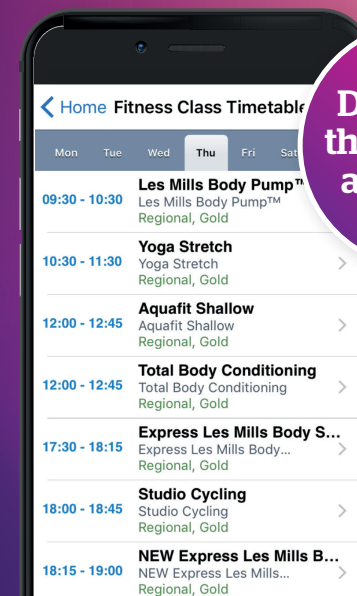 Home Fitness Class Timetable
Mon Tue Wed Thu Fri Sat
Les Mills Body Pump™
09:30 - 10:30 Les Mills Body Pump™
Regional, Gold
Yoga Stretch
10:30 - 11:30 Yoga Stretch
Regional, Gold
Aquafit Shallow
12:00 - 12:45 Aquafit Shallow
Regional, Gold
Total Body Conditioning
12:00 - 12:45 Total Body Conditioning
Regional, Gold
Express Les Mills Body S...
17:30 - 18:15 Express Les Mills Body...
Regional, Gold
Studio Cycling
18:00 - 18:45 Studio Cycling
Regional, Gold
NEW Express Les Mills B...
18:15 - 19:00 NEW Express Les Mills...
Regional, Gold